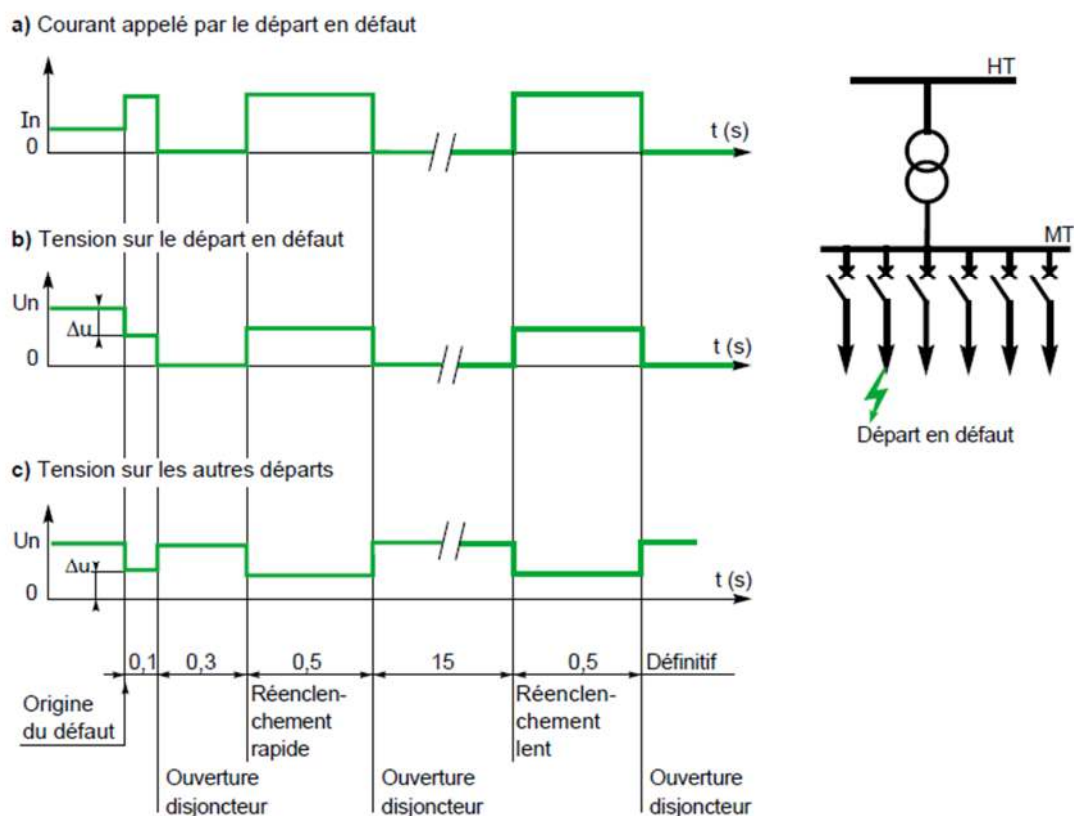 a) Courant appelé par le départ en défaut
In
0
t (s)
b) Tension sur le départ en défaut
Un
Δu
0
t (s)
c) Tension sur les autres départs
Un
Δu
0
t (s)
0,1 0,3 0,5 15 0,5 Définitif
Origine
du défaut
Réenclen-
chement
rapide
Réenclen-
chement
lent
Ouverture
disjoncteur
Ouverture
disjoncteur
Ouverture
disjoncteur
HT
MT
Départ en défaut